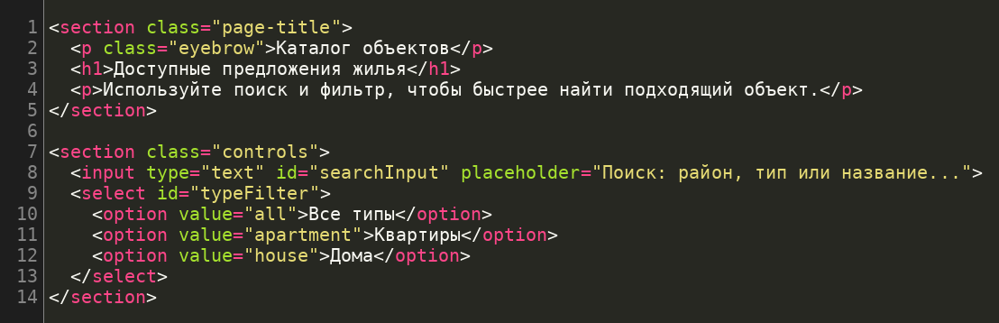 1 <section class="page-title">
2   <p class="eyebrow">Каталог объектов</p>
3   <h1>Доступные предложения жилья</h1>
4   <p>Используйте поиск и фильтр, чтобы быстрее найти подходящий объект.</p>
5 </section>
6
7 <section class="controls">
8   <input type="text" id="searchInput" placeholder="Поиск: район, тип или название...">
9   <select id="typeFilter">
10     <option value="all">Все типы</option>
11     <option value="apartment">Квартиры</option>
12     <option value="house">Дома</option>
13   </select>
14 </section>